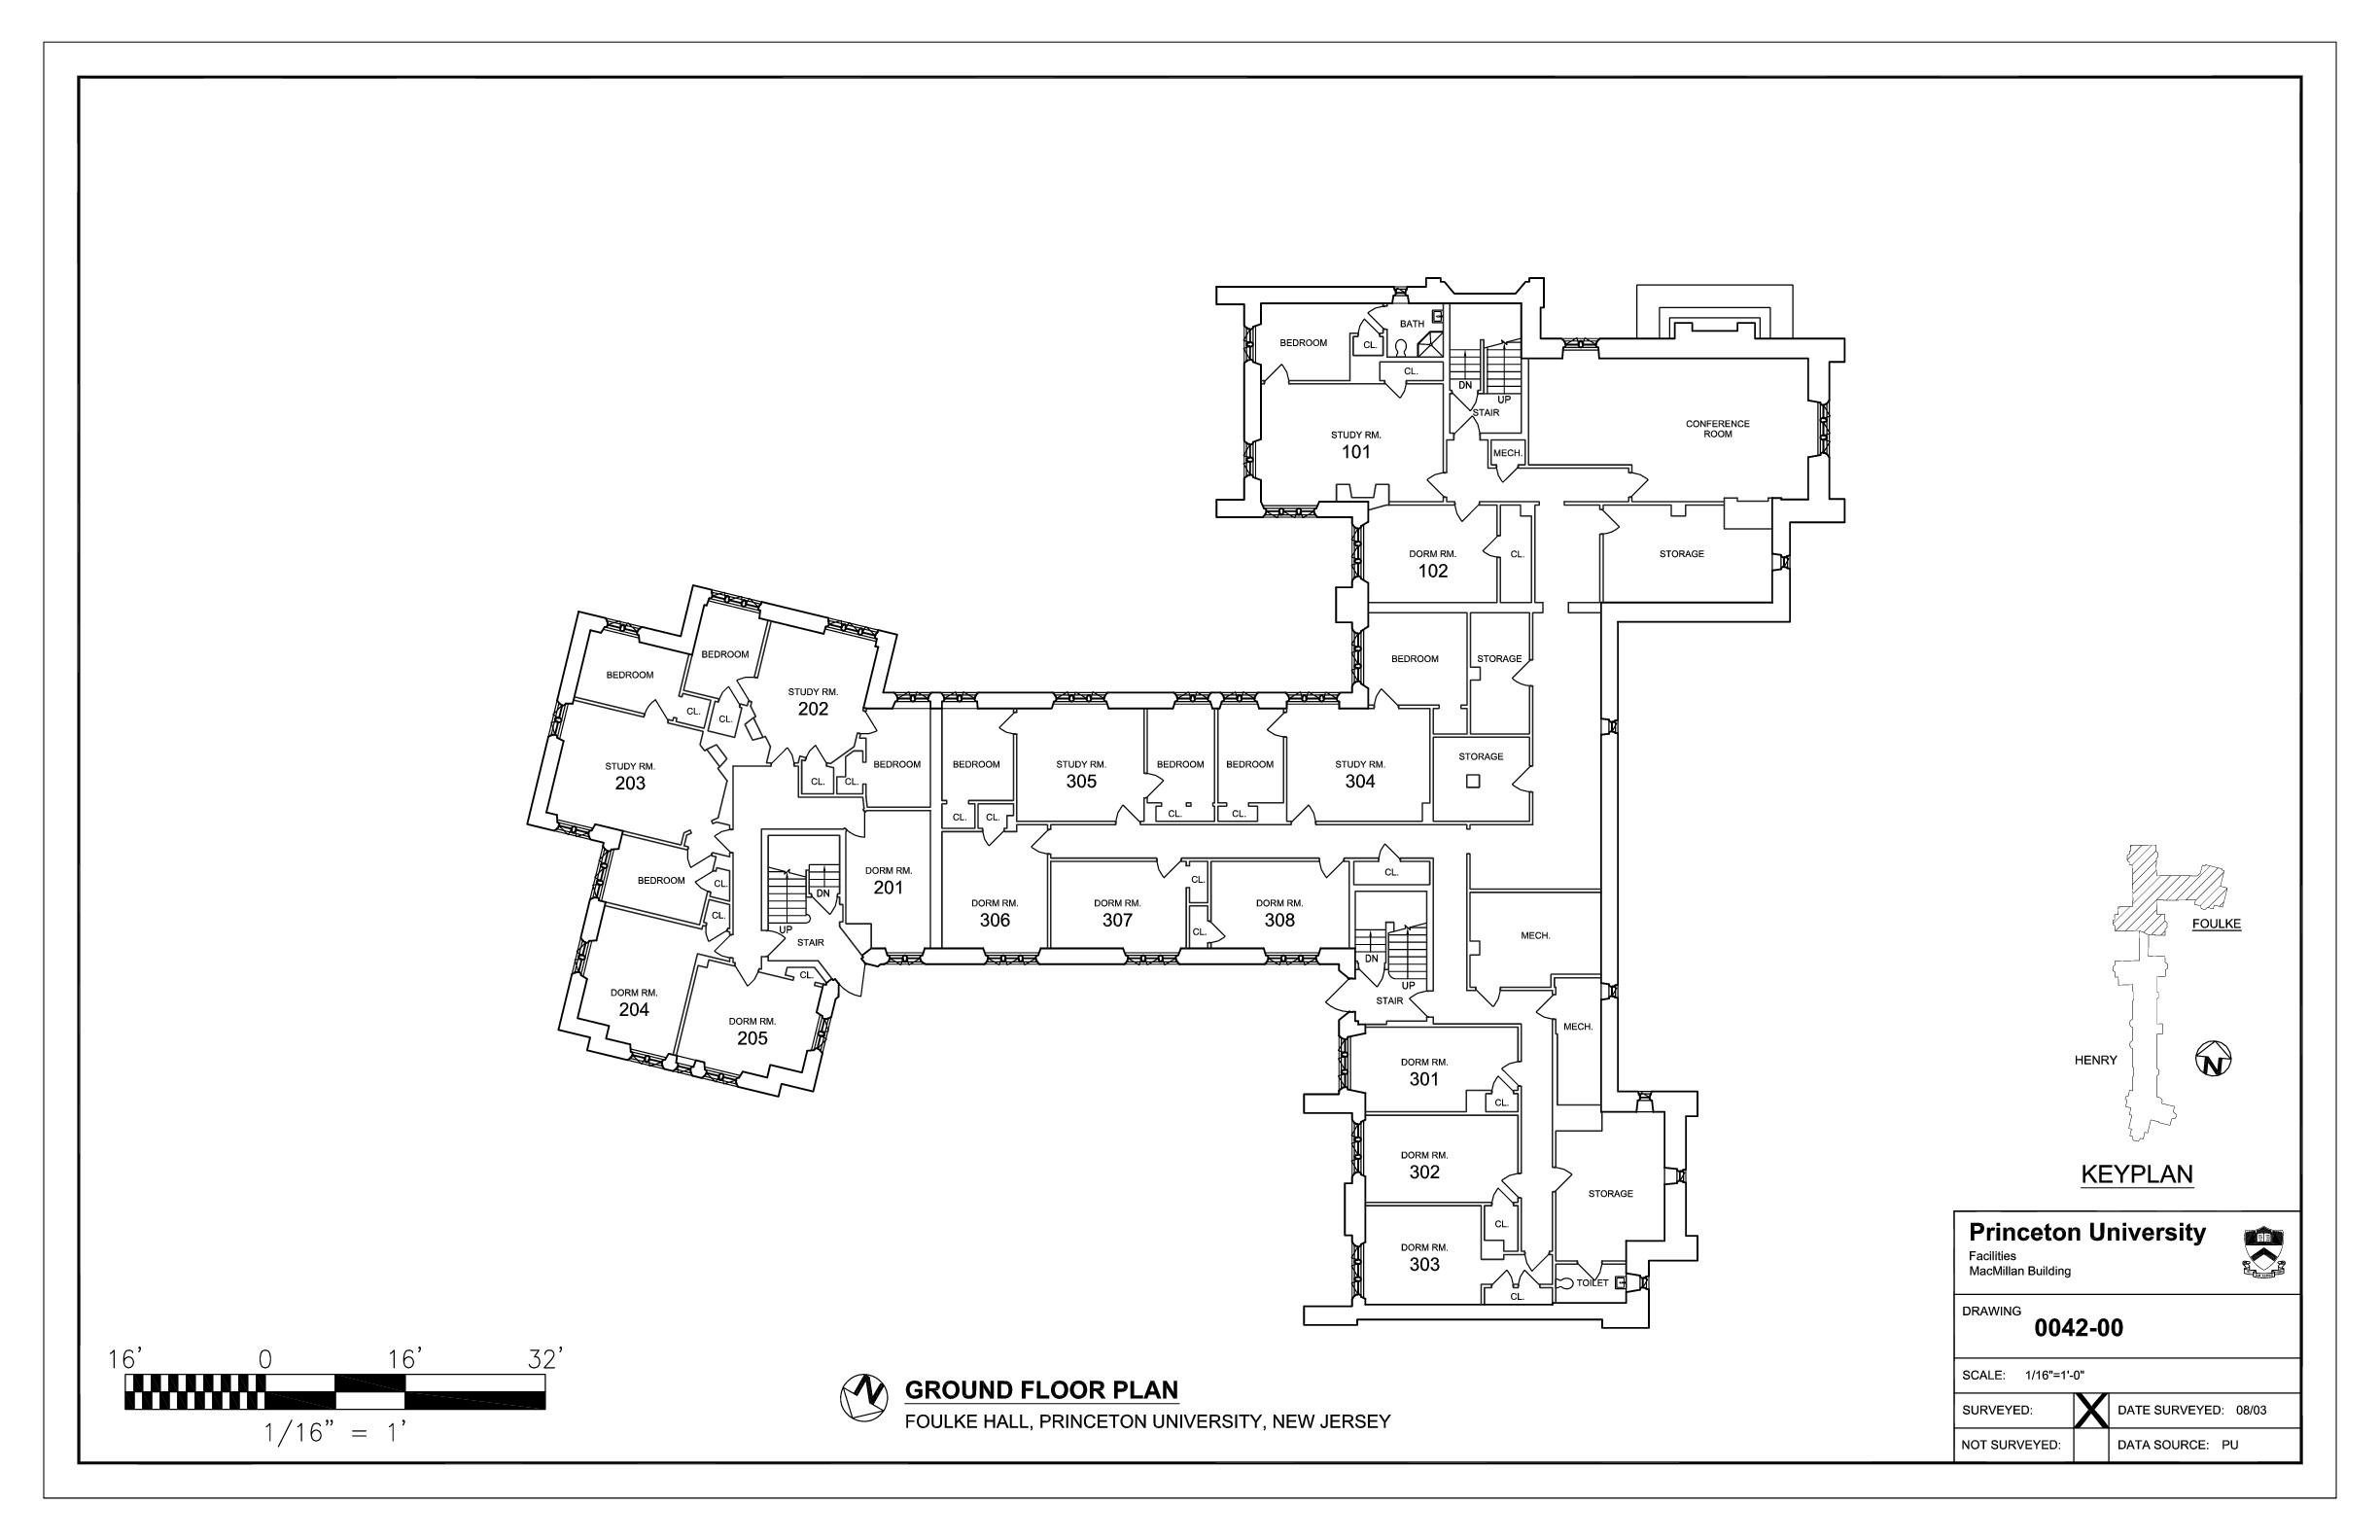 BATH
BEDROOM
CL.
CL.
DN
UP
STAIR
CONFERENCE
ROOM
STUDY RM.
101
MECH.
DORM RM.
102
CL.
STORAGE
BEDROOM
STORAGE
BEDROOM
BEDROOM
CL.
CL.
STUDY RM.
202
STUDY RM.
203
CL.
CL.
BEDROOM
BEDROOM
STUDY RM.
305
BEDROOM
BEDROOM
STUDY RM.
304
STORAGE
CL.
CL.
CL.
CL.
BEDROOM
CL.
CL.
DN
UP
STAIR
DORM RM.
201
DORM RM.
306
DORM RM.
307
CL.
CL.
DORM RM.
308
CL.
DN
UP
STAIR
MECH.
MECH.
DORM RM.
204
CL.
DORM RM.
205
DORM RM.
301
CL.
DORM RM.
302
CL.
STORAGE
DORM RM.
303
CL.
TOILET
FOULKE
HENRY
N
KEYPLAN
Princeton University
Facilities
MacMillan Building
DRAWING
0042-00
SCALE: 1/16"=1'-0"
SURVEYED: X DATE SURVEYED: 08/03
NOT SURVEYED: DATA SOURCE: PU
16' 0 16' 32'
1/16" = 1'
N
GROUND FLOOR PLAN
FOULKE HALL, PRINCETON UNIVERSITY, NEW JERSEY